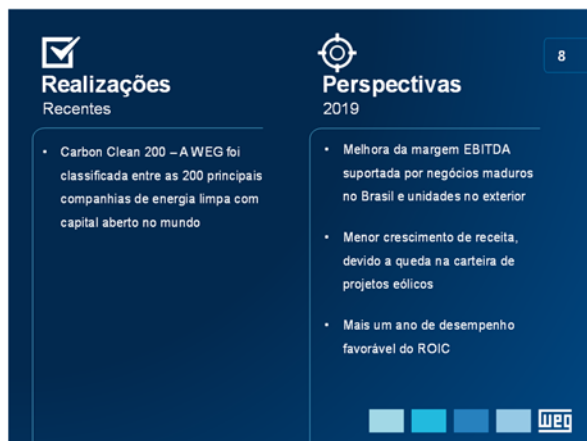 Realizações
Recentes
• Carbon Clean 200 – A WEG foi
classificada entre as 200 principais
companhias de energia limpa com
capital aberto no mundo
Perspectivas
2019
8
• Melhora da margem EBITDA
suportada por negócios maduros
no Brasil e unidades no exterior
• Menor crescimento de receita,
devido a queda na carteira de
projetos eólicos
• Mais um ano de desempenho
favorável do ROIC
weg